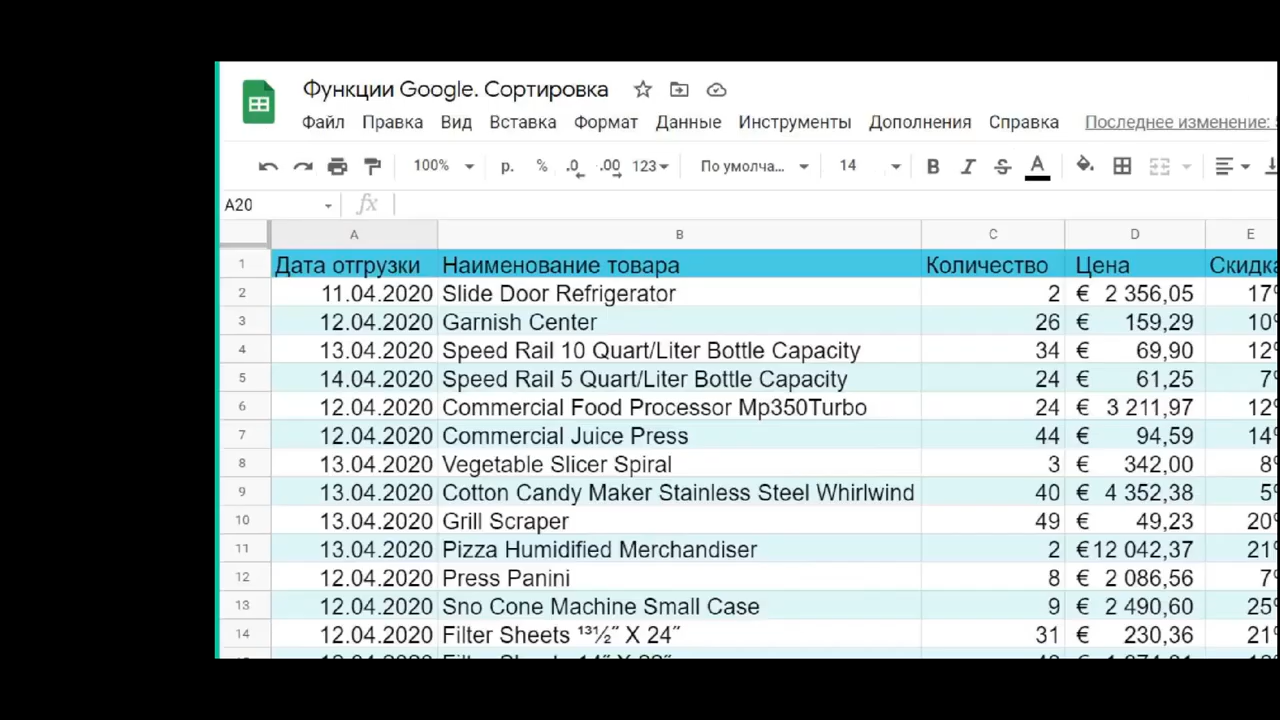 Функции Google. Сортировка
Файл Правка Вид Вставка Формат Данные Инструменты Дополнения Справка Последнее изменение:
100% р. % .0 .00 123 По умолча... 14 B I S A
A20 fx
A B C D E
1 Дата отгрузки Наименование товара Количество Цена Скидка
2 11.04.2020 Slide Door Refrigerator 2 € 2 356,05 17%
3 12.04.2020 Garnish Center 26 € 159,29 10%
4 13.04.2020 Speed Rail 10 Quart/Liter Bottle Capacity 34 € 69,90 12%
5 14.04.2020 Speed Rail 5 Quart/Liter Bottle Capacity 24 € 61,25 7%
6 12.04.2020 Commercial Food Processor Mp350Turbo 24 € 3 211,97 12%
7 12.04.2020 Commercial Juice Press 44 € 94,59 14%
8 13.04.2020 Vegetable Slicer Spiral 3 € 342,00 8%
9 13.04.2020 Cotton Candy Maker Stainless Steel Whirlwind 40 € 4 352,38 5%
10 13.04.2020 Grill Scraper 49 € 49,23 20%
11 13.04.2020 Pizza Humidified Merchandiser 2 €12 042,37 21%
12 12.04.2020 Press Panini 8 € 2 086,56 7%
13 12.04.2020 Sno Cone Machine Small Case 9 € 2 490,60 25%
14 12.04.2020 Filter Sheets ¹³½˝ X 24˝ 31 € 230,36 21%